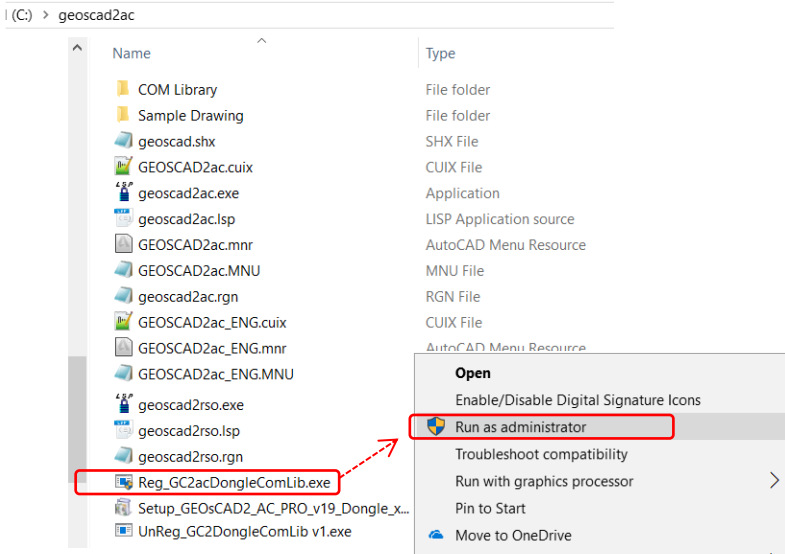 (C:) > geoscad2ac
Name Type
COM Library File folder
Sample Drawing File folder
geoscad.shx SHX File
GEOSCAD2ac.cuix CUIX File
geoscad2ac.exe Application
geoscad2ac.lsp LISP Application source
GEOSCAD2ac.mnr AutoCAD Menu Resource
GEOSCAD2ac.MNU MNU File
geoscad2ac.rgn RGN File
GEOSCAD2ac_ENG.cuix CUIX File
GEOSCAD2ac_ENG.mnr AutoCAD Menu Resource
GEOSCAD2ac_ENG.MNU
Open
geoscad2rso.exe
Enable/Disable Digital Signature Icons
geoscad2rso.lsp
Run as administrator
geoscad2rso.rgn
Troubleshoot compatibility
Reg_GC2acDongleComLib.exe
Run with graphics processor
Setup_GEOsCAD2_AC_PRO_v19_Dongle_x...
Pin to Start
UnReg_GC2DongleComLib v1.exe
Move to OneDrive